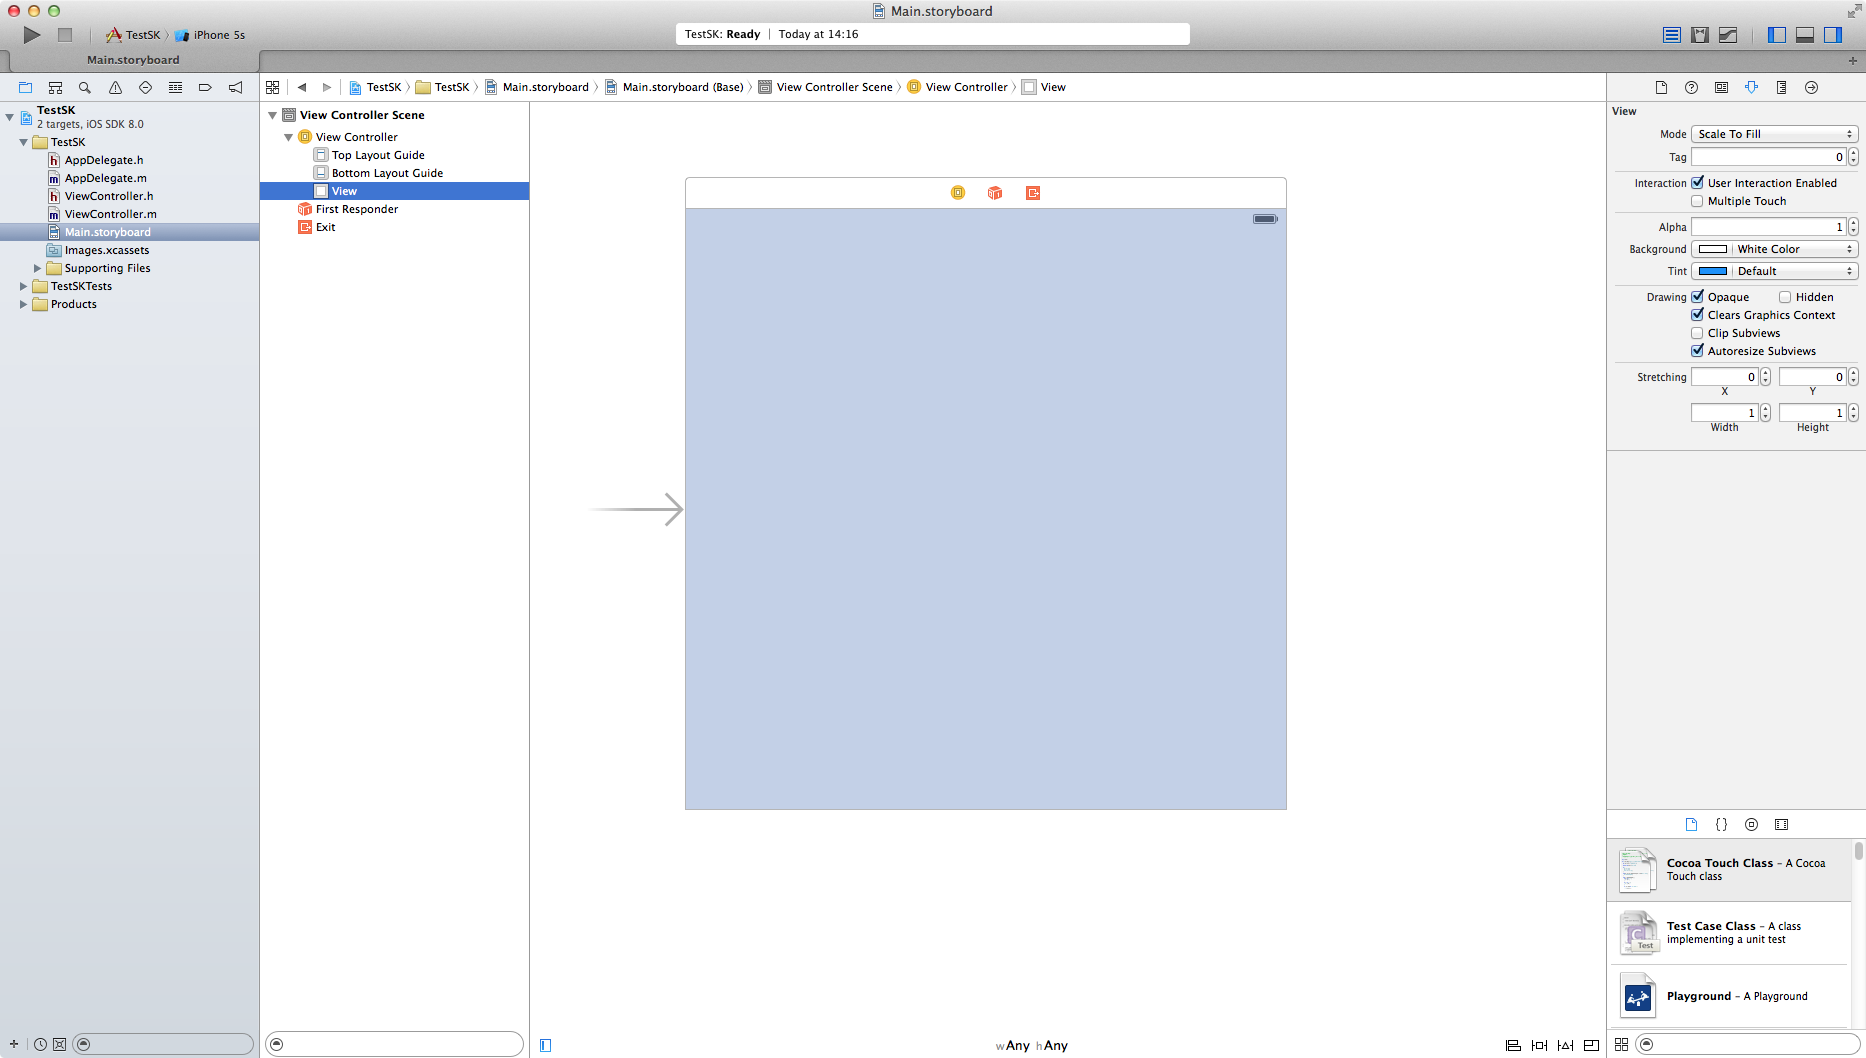 Main.storyboard
TestSK
iPhone 5s
TestSK: Ready | Today at 14:16
Main.storyboard
TestSK
TestSK
Main.storyboard
Main.storyboard (Base)
View Controller Scene
View Controller
View
TestSK
2 targets, iOS SDK 8.0
TestSK
AppDelegate.h
AppDelegate.m
ViewController.h
ViewController.m
Main.storyboard
Images.xcassets
Supporting Files
TestSKTests
Products
View Controller Scene
View Controller
Top Layout Guide
Bottom Layout Guide
View
First Responder
Exit
wAny hAny
View
Mode Scale To Fill
Tag 0
Interaction User Interaction Enabled
Multiple Touch
Alpha 1
Background White Color
Tint Default
Drawing Opaque Hidden
Clears Graphics Context
Clip Subviews
Autoresize Subviews
Stretching 0 0
X Y
1 1
Width Height
{ }
Cocoa Touch Class – A Cocoa
Touch class
Test Case Class – A class
implementing a unit test
Test
Playground – A Playground